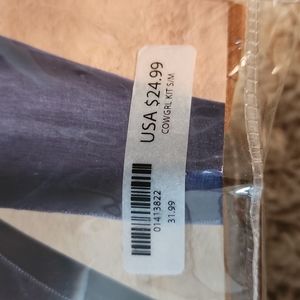 USA $24.99
COWGRL KIT S/M
01413822
31.99